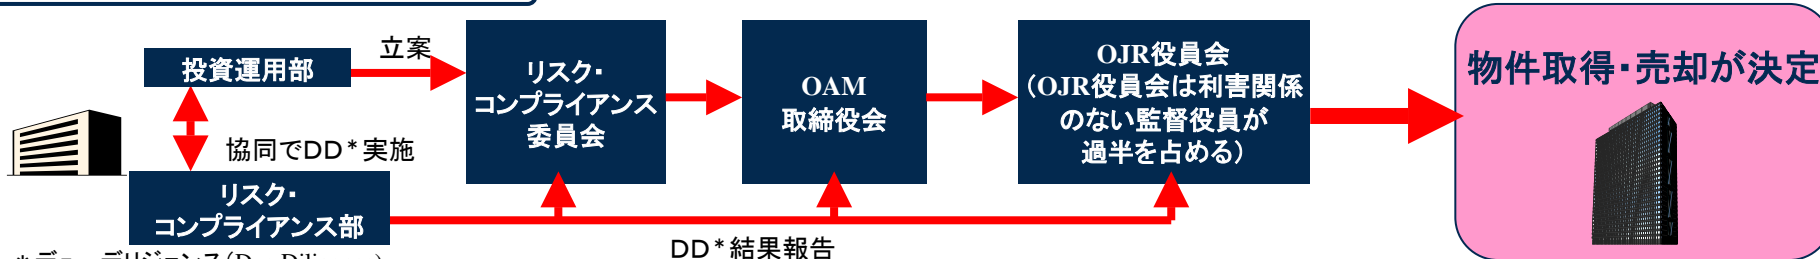 投資運用部
立案
協同でDD*実施
リスク・
コンプライアンス部
リスク・
コンプライアンス
委員会
OAM
取締役会
OJR役員会
(OJR役員会は利害関係
のない監督役員が
過半を占める)
物件取得・売却が決定
DD*結果報告